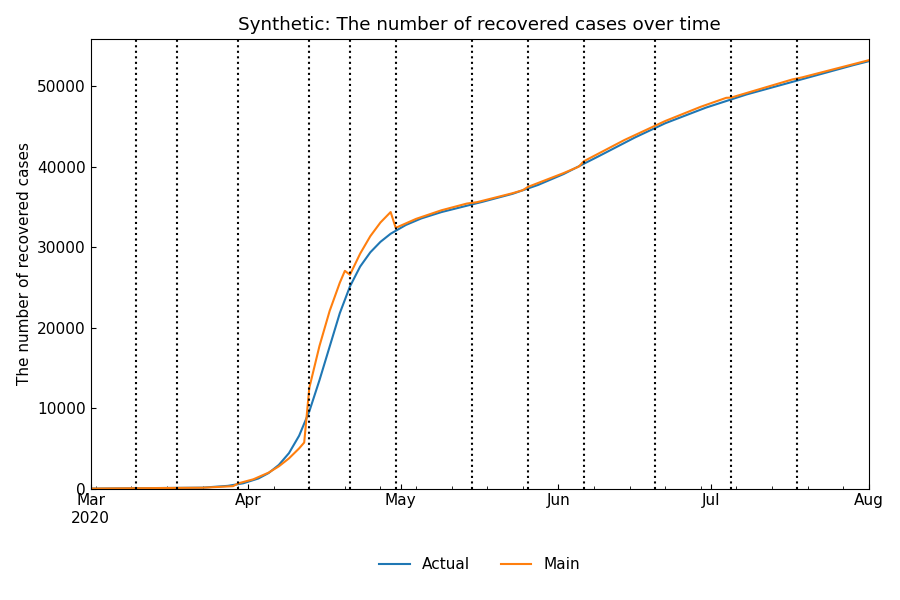 Synthetic: The number of recovered cases over time
The number of recovered cases
50000
40000
30000
20000
10000
0
Mar
2020
Apr
May
Jun
Jul
Aug
Actual
Main